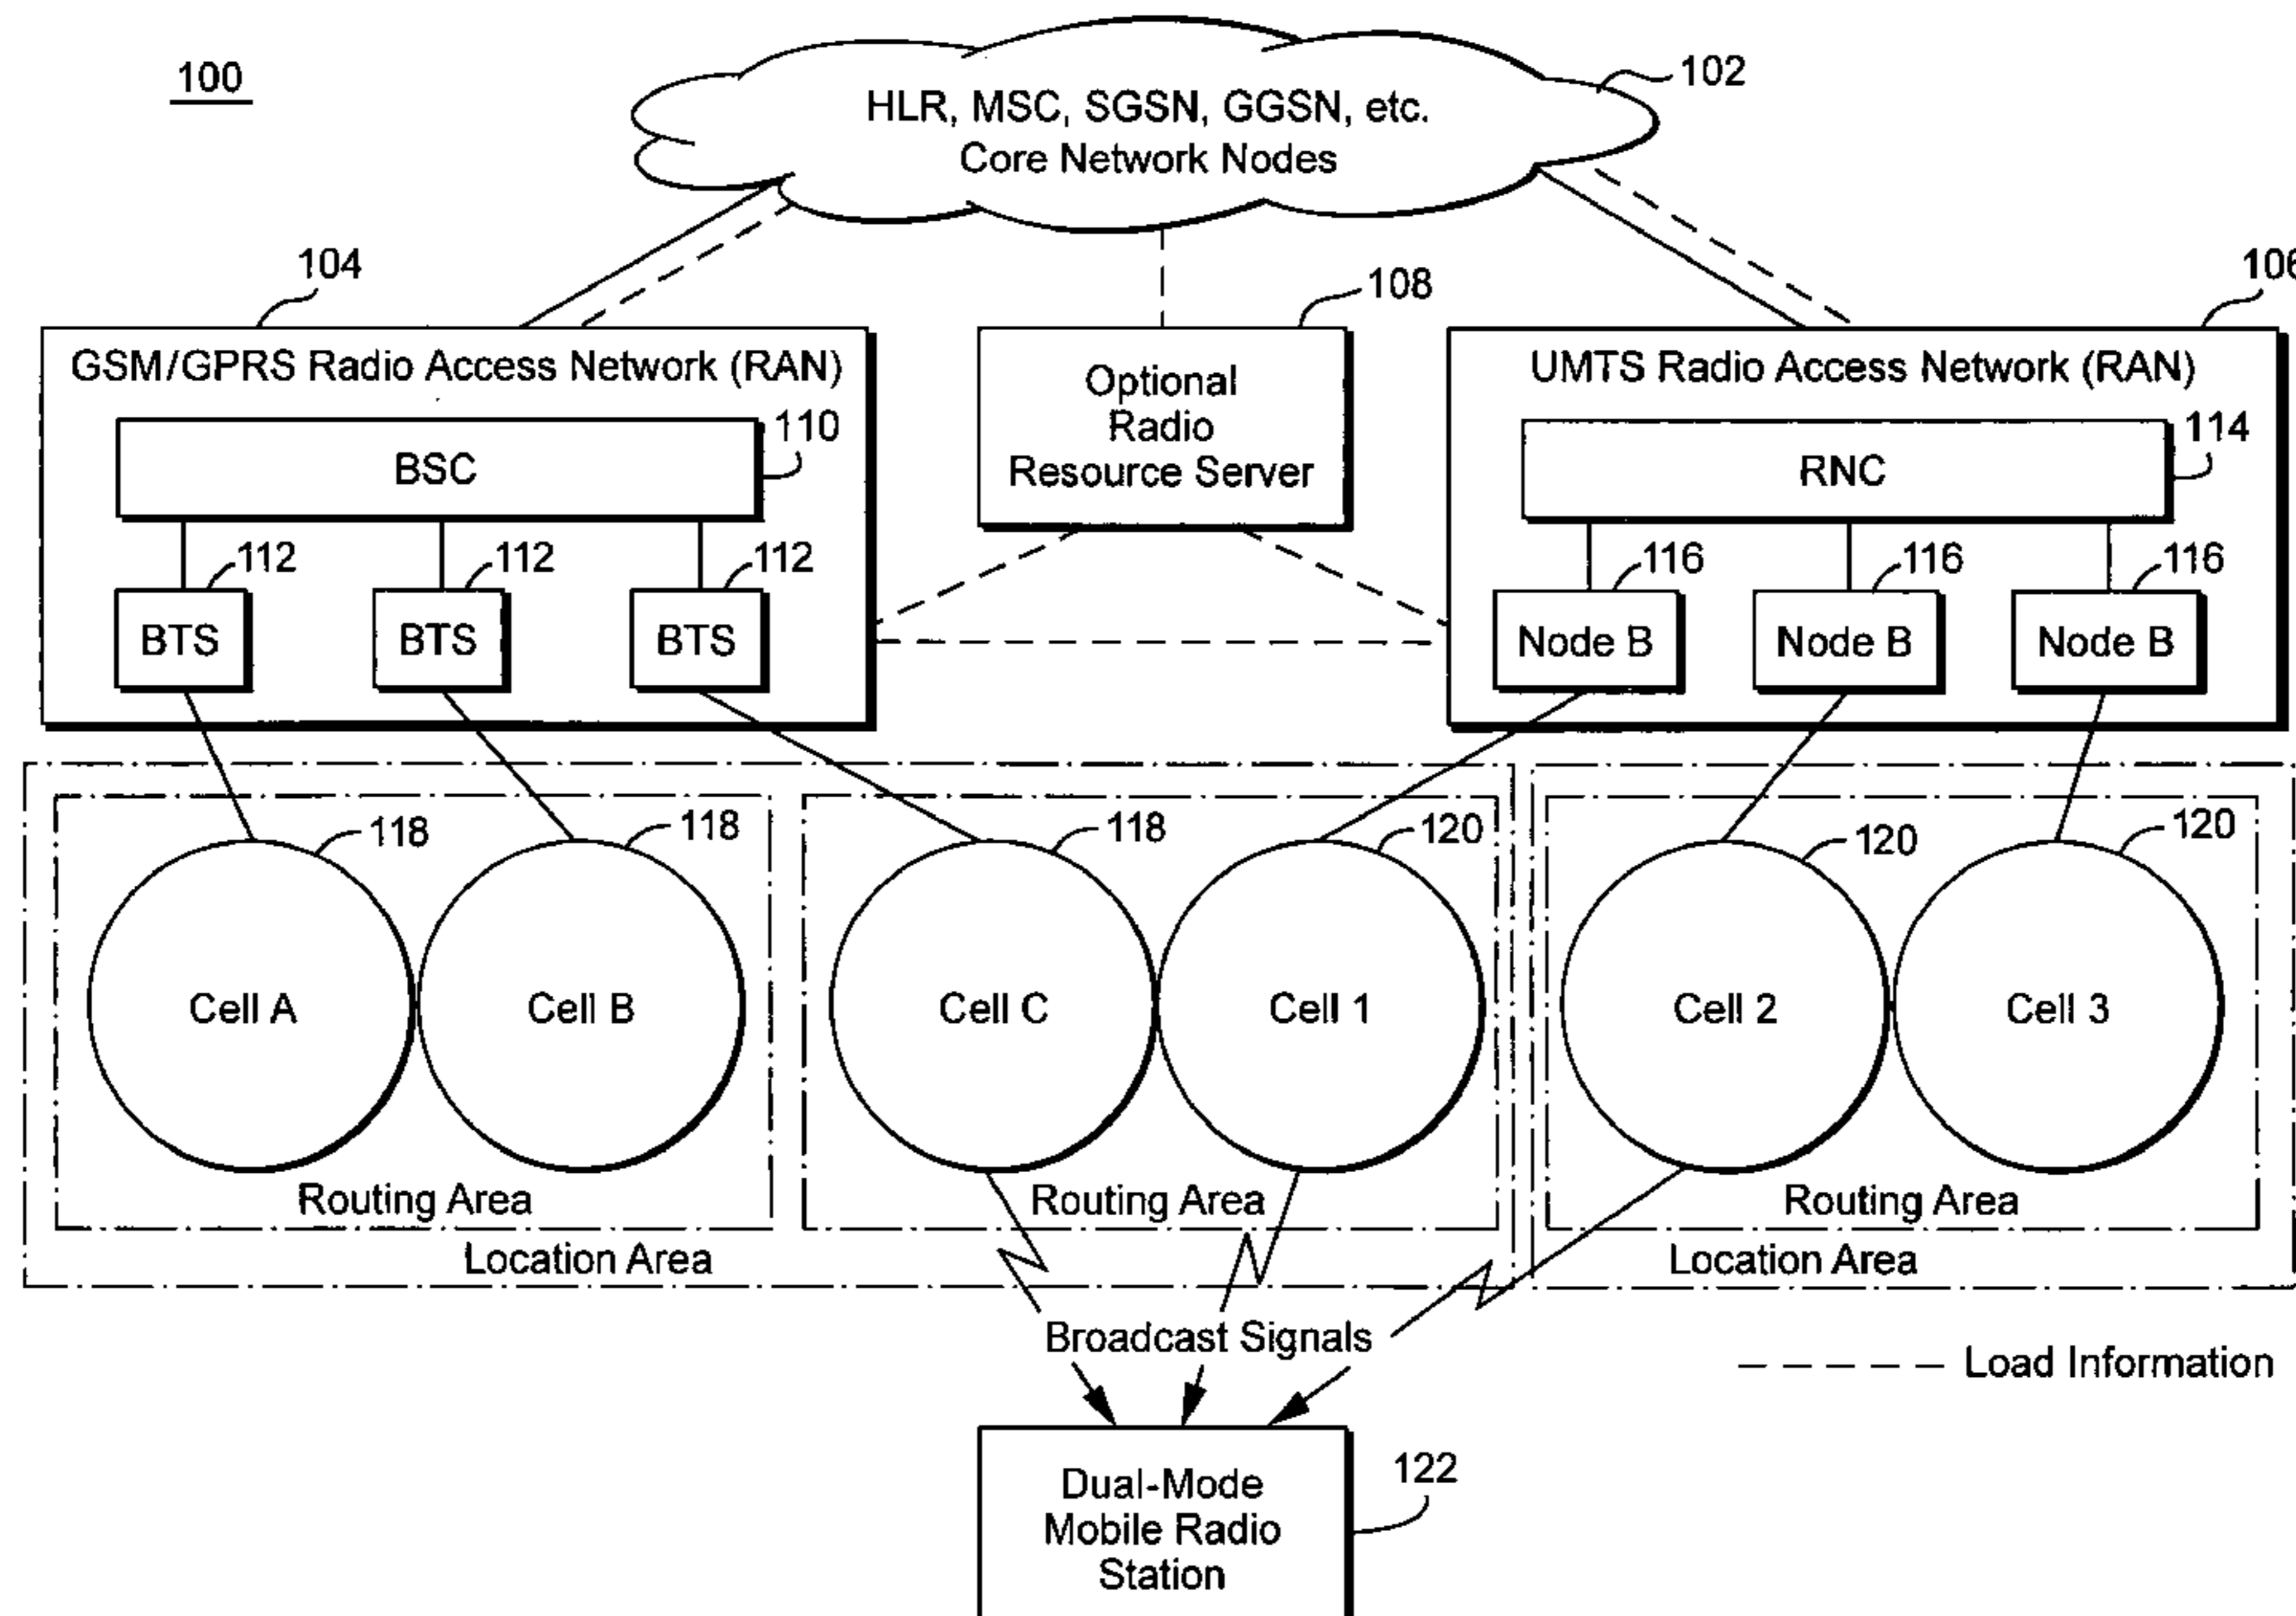 100
HLR, MSC, SGSN, GGSN, etc.
Core Network Nodes
102
104
108
106
GSM/GPRS Radio Access Network (RAN)
BSC
110
112
112
112
BTS
BTS
BTS
Optional
Radio
Resource Server
UMTS Radio Access Network (RAN)
RNC
114
116
116
116
Node B
Node B
Node B
118
118
118
120
120
120
Cell A
Cell B
Cell C
Cell 1
Cell 2
Cell 3
Routing Area
Routing Area
Routing Area
Location Area
Location Area
Broadcast Signals
Load Information
Dual-Mode
Mobile Radio
Station
122